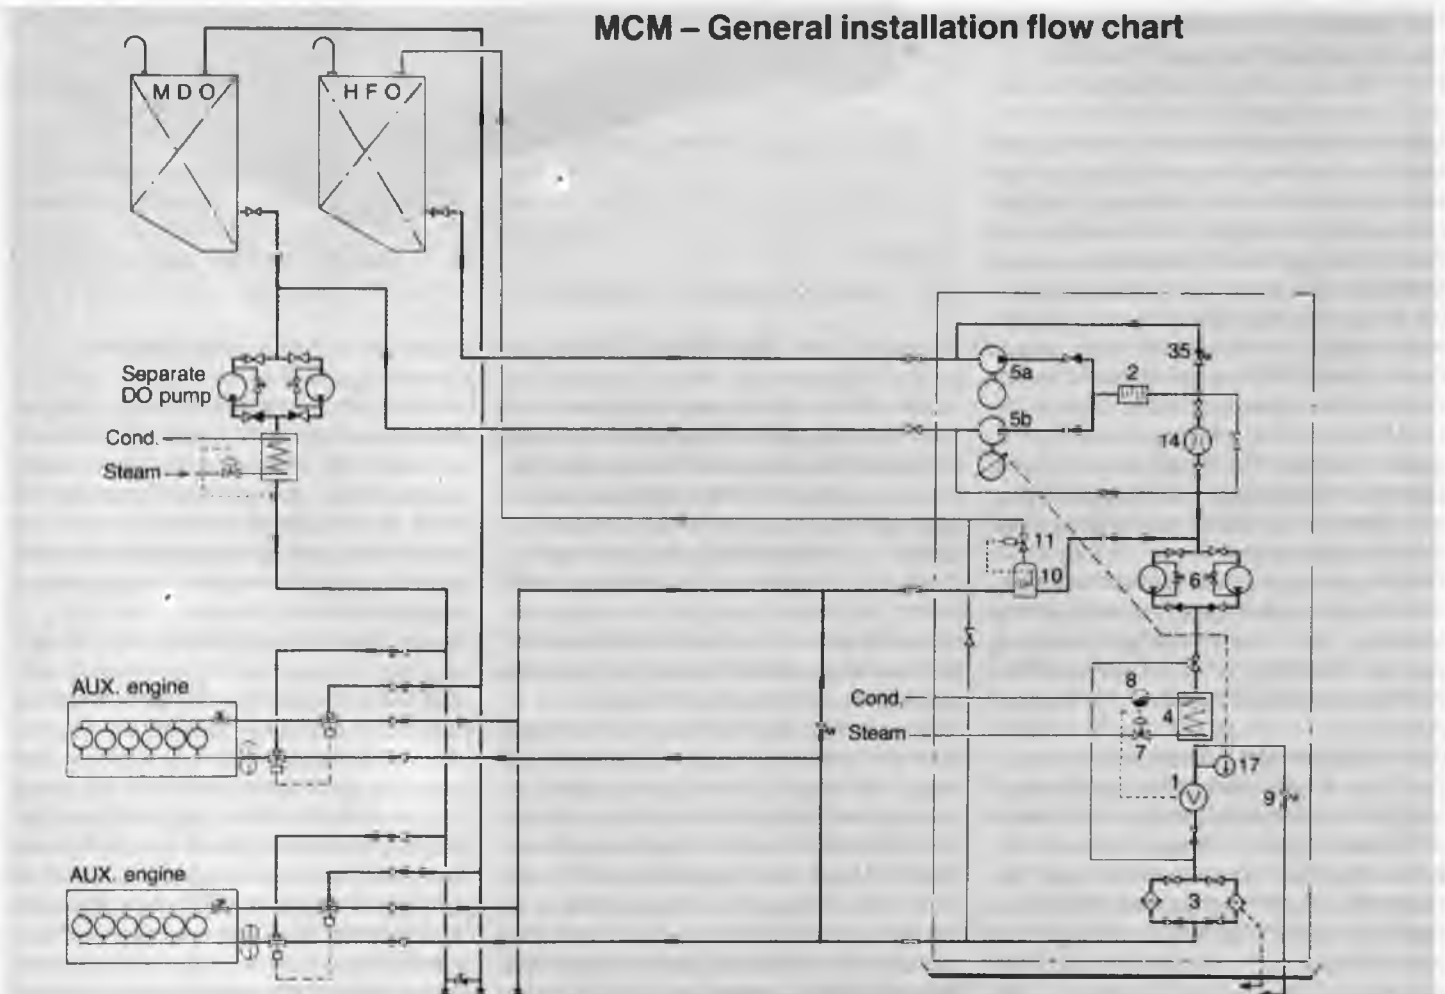 MCM – General installation flow chart
MDO
HFO
Separate
DO pump
Cond.
Steam
35
5a
2
5b
14
11
10
6
AUX. engine
8
Cond.
4
Steam
7
17
1
9
AUX. engine
3